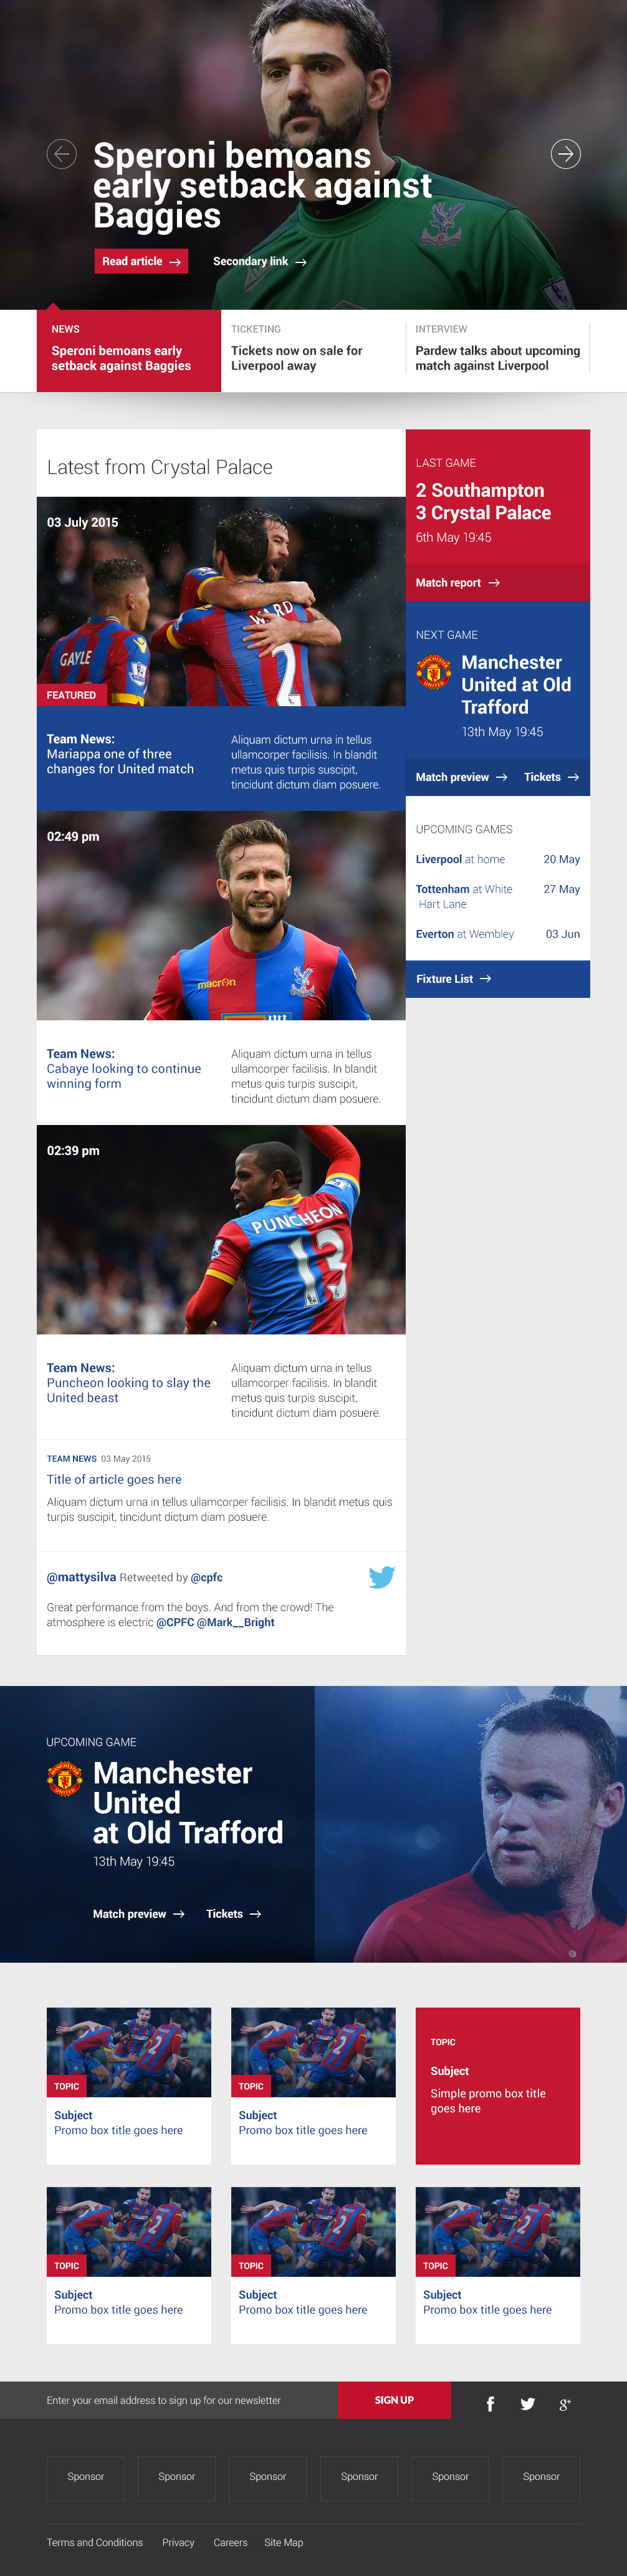 Speroni bemoans
early setback against
Baggies
Read article
Secondary link
NEWS
Speroni bemoans early
setback against Baggies
TICKETING
Tickets now on sale for
Liverpool away
INTERVIEW
Pardew talks about upcoming
match against Liverpool
Latest from Crystal Palace
03 July 2015
GAYLE
WARD
2
FEATURED
Team News:
Mariappa one of three
changes for United match
Aliquam dictum urna in tellus
ullamcorper facilisis. In blandit
metus quis turpis suscipit,
tincidunt dictum diam posuere.
02:49 pm
macron
Team News:
Cabaye looking to continue
winning form
Aliquam dictum urna in tellus
ullamcorper facilisis. In blandit
metus quis turpis suscipit,
tincidunt dictum diam posuere.
02:39 pm
PUNCHEON
13
Team News:
Puncheon looking to slay the
United beast
Aliquam dictum urna in tellus
ullamcorper facilisis. In blandit
metus quis turpis suscipit,
tincidunt dictum diam posuere.
TEAM NEWS 03 May 2015
Title of article goes here
Aliquam dictum urna in tellus ullamcorper facilisis. In blandit metus quis
turpis suscipit, tincidunt dictum diam posuere.
@mattysilva Retweeted by @cpfc
Great performance from the boys. And from the crowd! The
atmosphere is electric @CPFC @Mark__Bright
LAST GAME
2 Southampton
3 Crystal Palace
6th May 19:45
Match report
NEXT GAME
Manchester
United at Old
Trafford
13th May 19:45
Match preview
Tickets
UPCOMING GAMES
Liverpool at home 20 May
Tottenham at White 27 May
Hart Lane
Everton at Wembley 03 Jun
Fixture List
UPCOMING GAME
Manchester
United
at Old Trafford
13th May 19:45
Match preview
Tickets
TOPIC
Subject
Promo box title goes here
TOPIC
Subject
Promo box title goes here
TOPIC
Subject
Simple promo box title
goes here
TOPIC
Subject
Promo box title goes here
TOPIC
Subject
Promo box title goes here
TOPIC
Subject
Promo box title goes here
Enter your email address to sign up for our newsletter
SIGN UP
Sponsor
Sponsor
Sponsor
Sponsor
Sponsor
Sponsor
Terms and Conditions
Privacy
Careers
Site Map